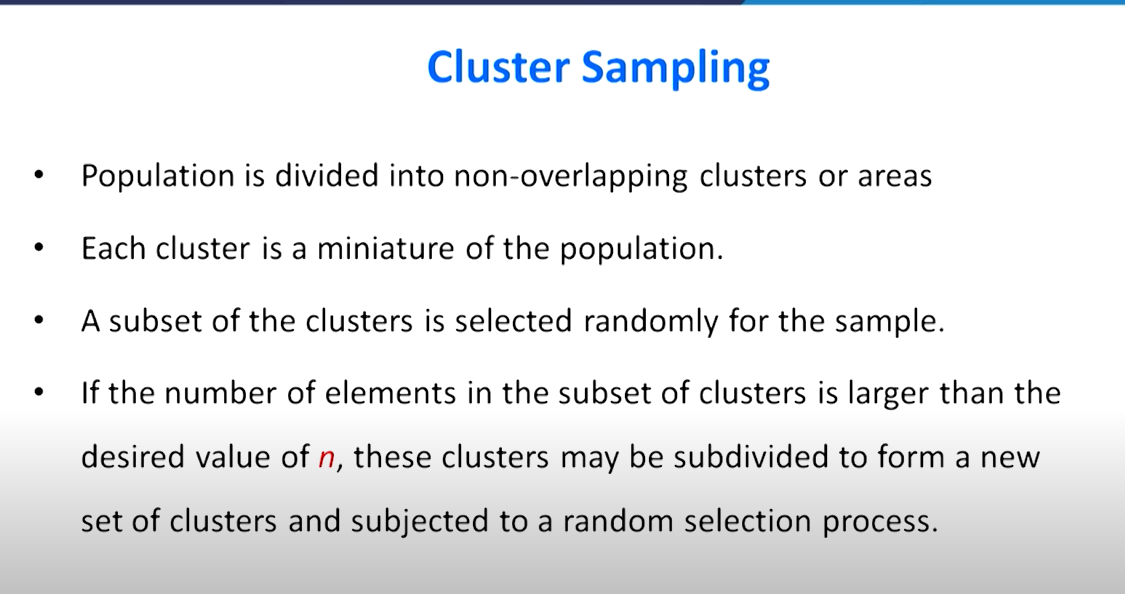 Cluster Sampling
• Population is divided into non-overlapping clusters or areas
• Each cluster is a miniature of the population.
• A subset of the clusters is selected randomly for the sample.
• If the number of elements in the subset of clusters is larger than the
desired value of n, these clusters may be subdivided to form a new
set of clusters and subjected to a random selection process.